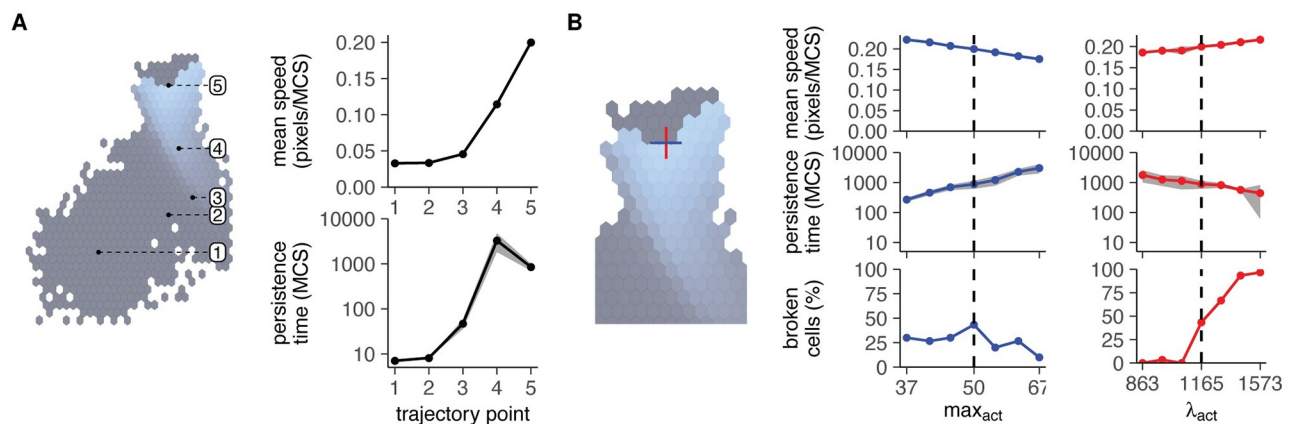 A
B
5
4
3
2
1
mean speed
(pixels/MCS)
0.20
0.15
0.10
0.05
0.00
1 2 3 4 5
persistence
time (MCS)
10000
1000
100
10
1 2 3 4 5
trajectory point
mean speed
(pixels/MCS)
0.20
0.15
0.10
0.05
0.00
persistence
time (MCS)
10000
1000
100
10
broken
cells (%)
100
75
50
25
0
37 50 67
max act
0.20
0.15
0.10
0.05
0.00
10000
1000
100
10
100
75
50
25
0
863 1165 1573
λact